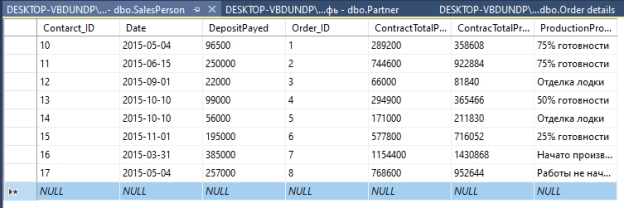 DESKTOP-VBDUNDP\...- dbo.SalesPerson DESKTOP-VBDUNDP\...фь - dbo.Partner DESKTOP-VBDUNDP\...dbo.Order details
Contarct_ID Date DepositPayed Order_ID ContractTotalP... ContracTotalPr... ProductionPro...
10 2015-05-04 96500 1 289200 358608 75% готовности
11 2015-06-15 250000 2 744600 922884 75% готовности
12 2015-09-01 22000 3 66000 81840 Отделка лодки
13 2015-10-10 99000 4 294900 365466 50% готовности
14 2015-10-10 56000 5 171000 211830 Отделка лодки
15 2015-11-01 195000 6 577800 716052 25% готовности
16 2015-03-31 385000 7 1154400 1430868 Начато произв...
17 2015-05-04 257000 8 768600 952644 Работы не нач...
NULL NULL NULL NULL NULL NULL NULL